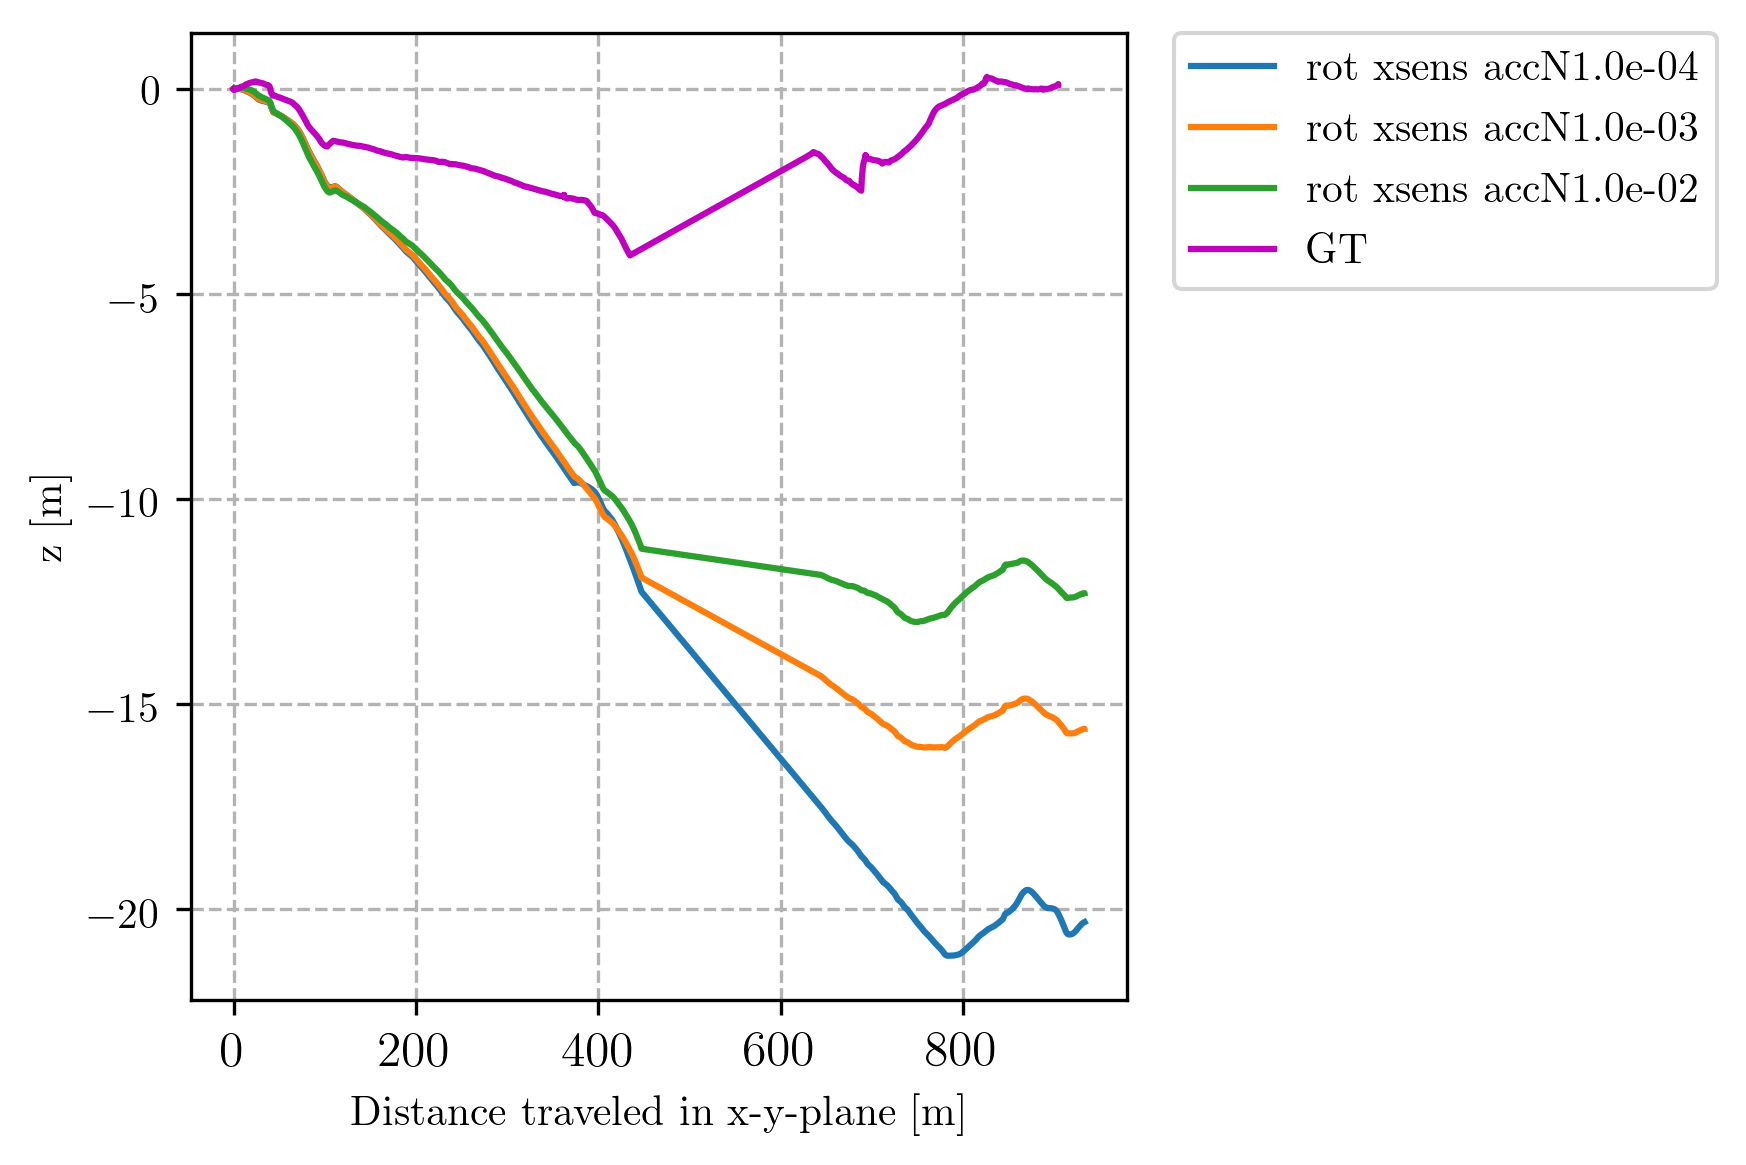 0
−5
−10
−15
−20
z [m]
0
200
400
600
800
Distance traveled in x-y-plane [m]
rot xsens accN1.0e-04
rot xsens accN1.0e-03
rot xsens accN1.0e-02
GT